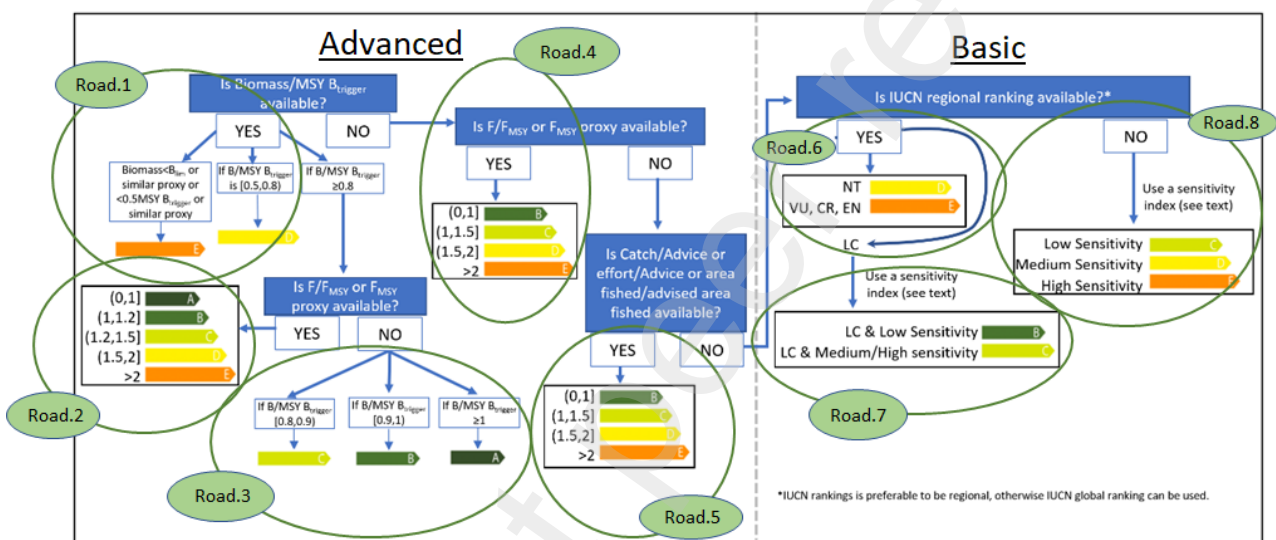 Advanced
Basic
Road.1
Road.4
Is Biomass/MSY Btrigger
available?
YES
NO
Biomass<Blim or
similar proxy or
<0.5MSY Btrigger or
similar proxy
If B/MSY Btrigger
is [0.5,0.8)
If B/MSY Btrigger
≥0.8
E
D
Is F/FMSY or FMSY proxy available?
YES
NO
(0,1] B
(1,1.5] C
(1.5,2] D
>2 E
Is F/FMSY or FMSY
proxy available?
YES
NO
(0,1] A
(1,1.2] B
(1.2,1.5] C
(1.5,2] D
>2 E
Road.2
If B/MSY Btrigger
[0.8,0.9)
If B/MSY Btrigger
[0.9,1)
If B/MSY Btrigger
≥1
C
B
A
Road.3
Is Catch/Advice or
effort/Advice or area
fished/advised area
fished available?
YES
NO
(0,1] B
(1,1.5] C
(1.5,2] D
>2 E
Road.5
Is IUCN regional ranking available?*
YES
NO
Road.6
Road.8
NT D
VU, CR, EN E
LC
Use a sensitivity
index (see text)
Use a sensitivity
index (see text)
Low Sensitivity C
Medium Sensitivity D
High Sensitivity E
LC & Low Sensitivity B
LC & Medium/High sensitivity C
Road.7
*IUCN rankings is preferable to be regional, otherwise IUCN global ranking can be used.